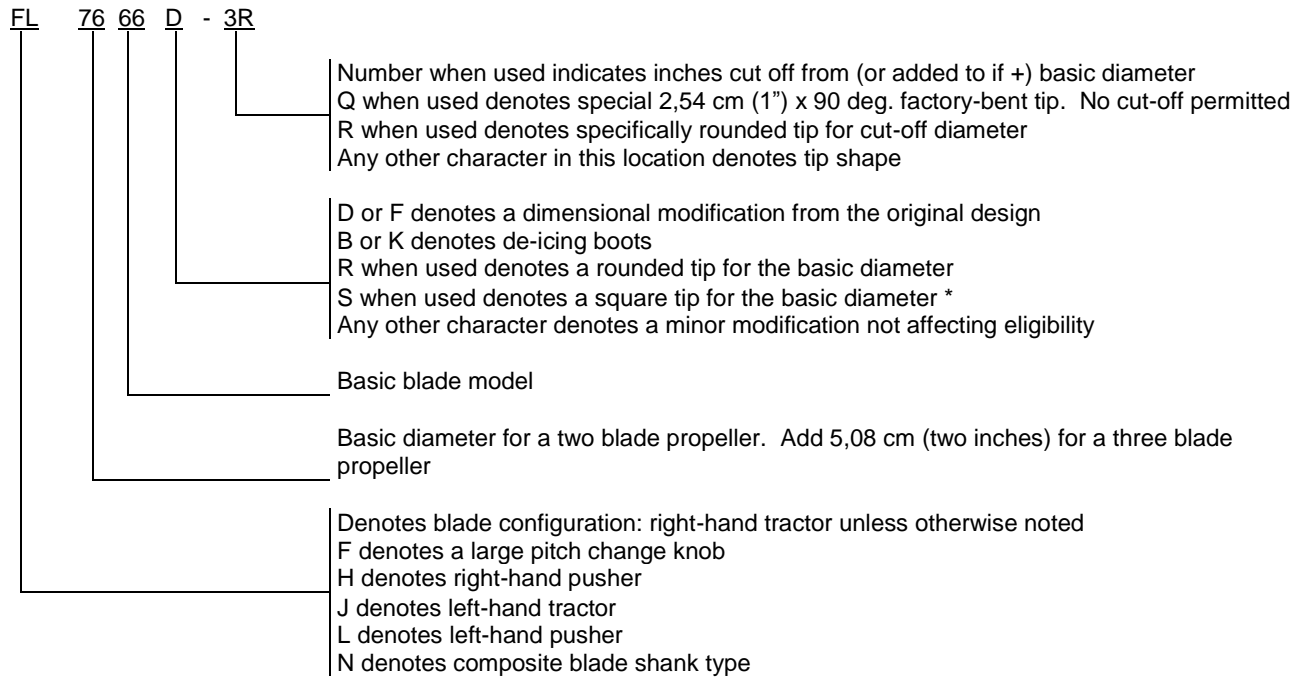 FL 76 66 D - 3R
Number when used indicates inches cut off from (or added to if +) basic diameter
Q when used denotes special 2,54 cm (1”) x 90 deg. factory-bent tip. No cut-off permitted
R when used denotes specifically rounded tip for cut-off diameter
Any other character in this location denotes tip shape
D or F denotes a dimensional modification from the original design
B or K denotes de-icing boots
R when used denotes a rounded tip for the basic diameter
S when used denotes a square tip for the basic diameter *
Any other character denotes a minor modification not affecting eligibility
Basic blade model
Basic diameter for a two blade propeller. Add 5,08 cm (two inches) for a three blade
propeller
Denotes blade configuration: right-hand tractor unless otherwise noted
F denotes a large pitch change knob
H denotes right-hand pusher
J denotes left-hand tractor
L denotes left-hand pusher
N denotes composite blade shank type